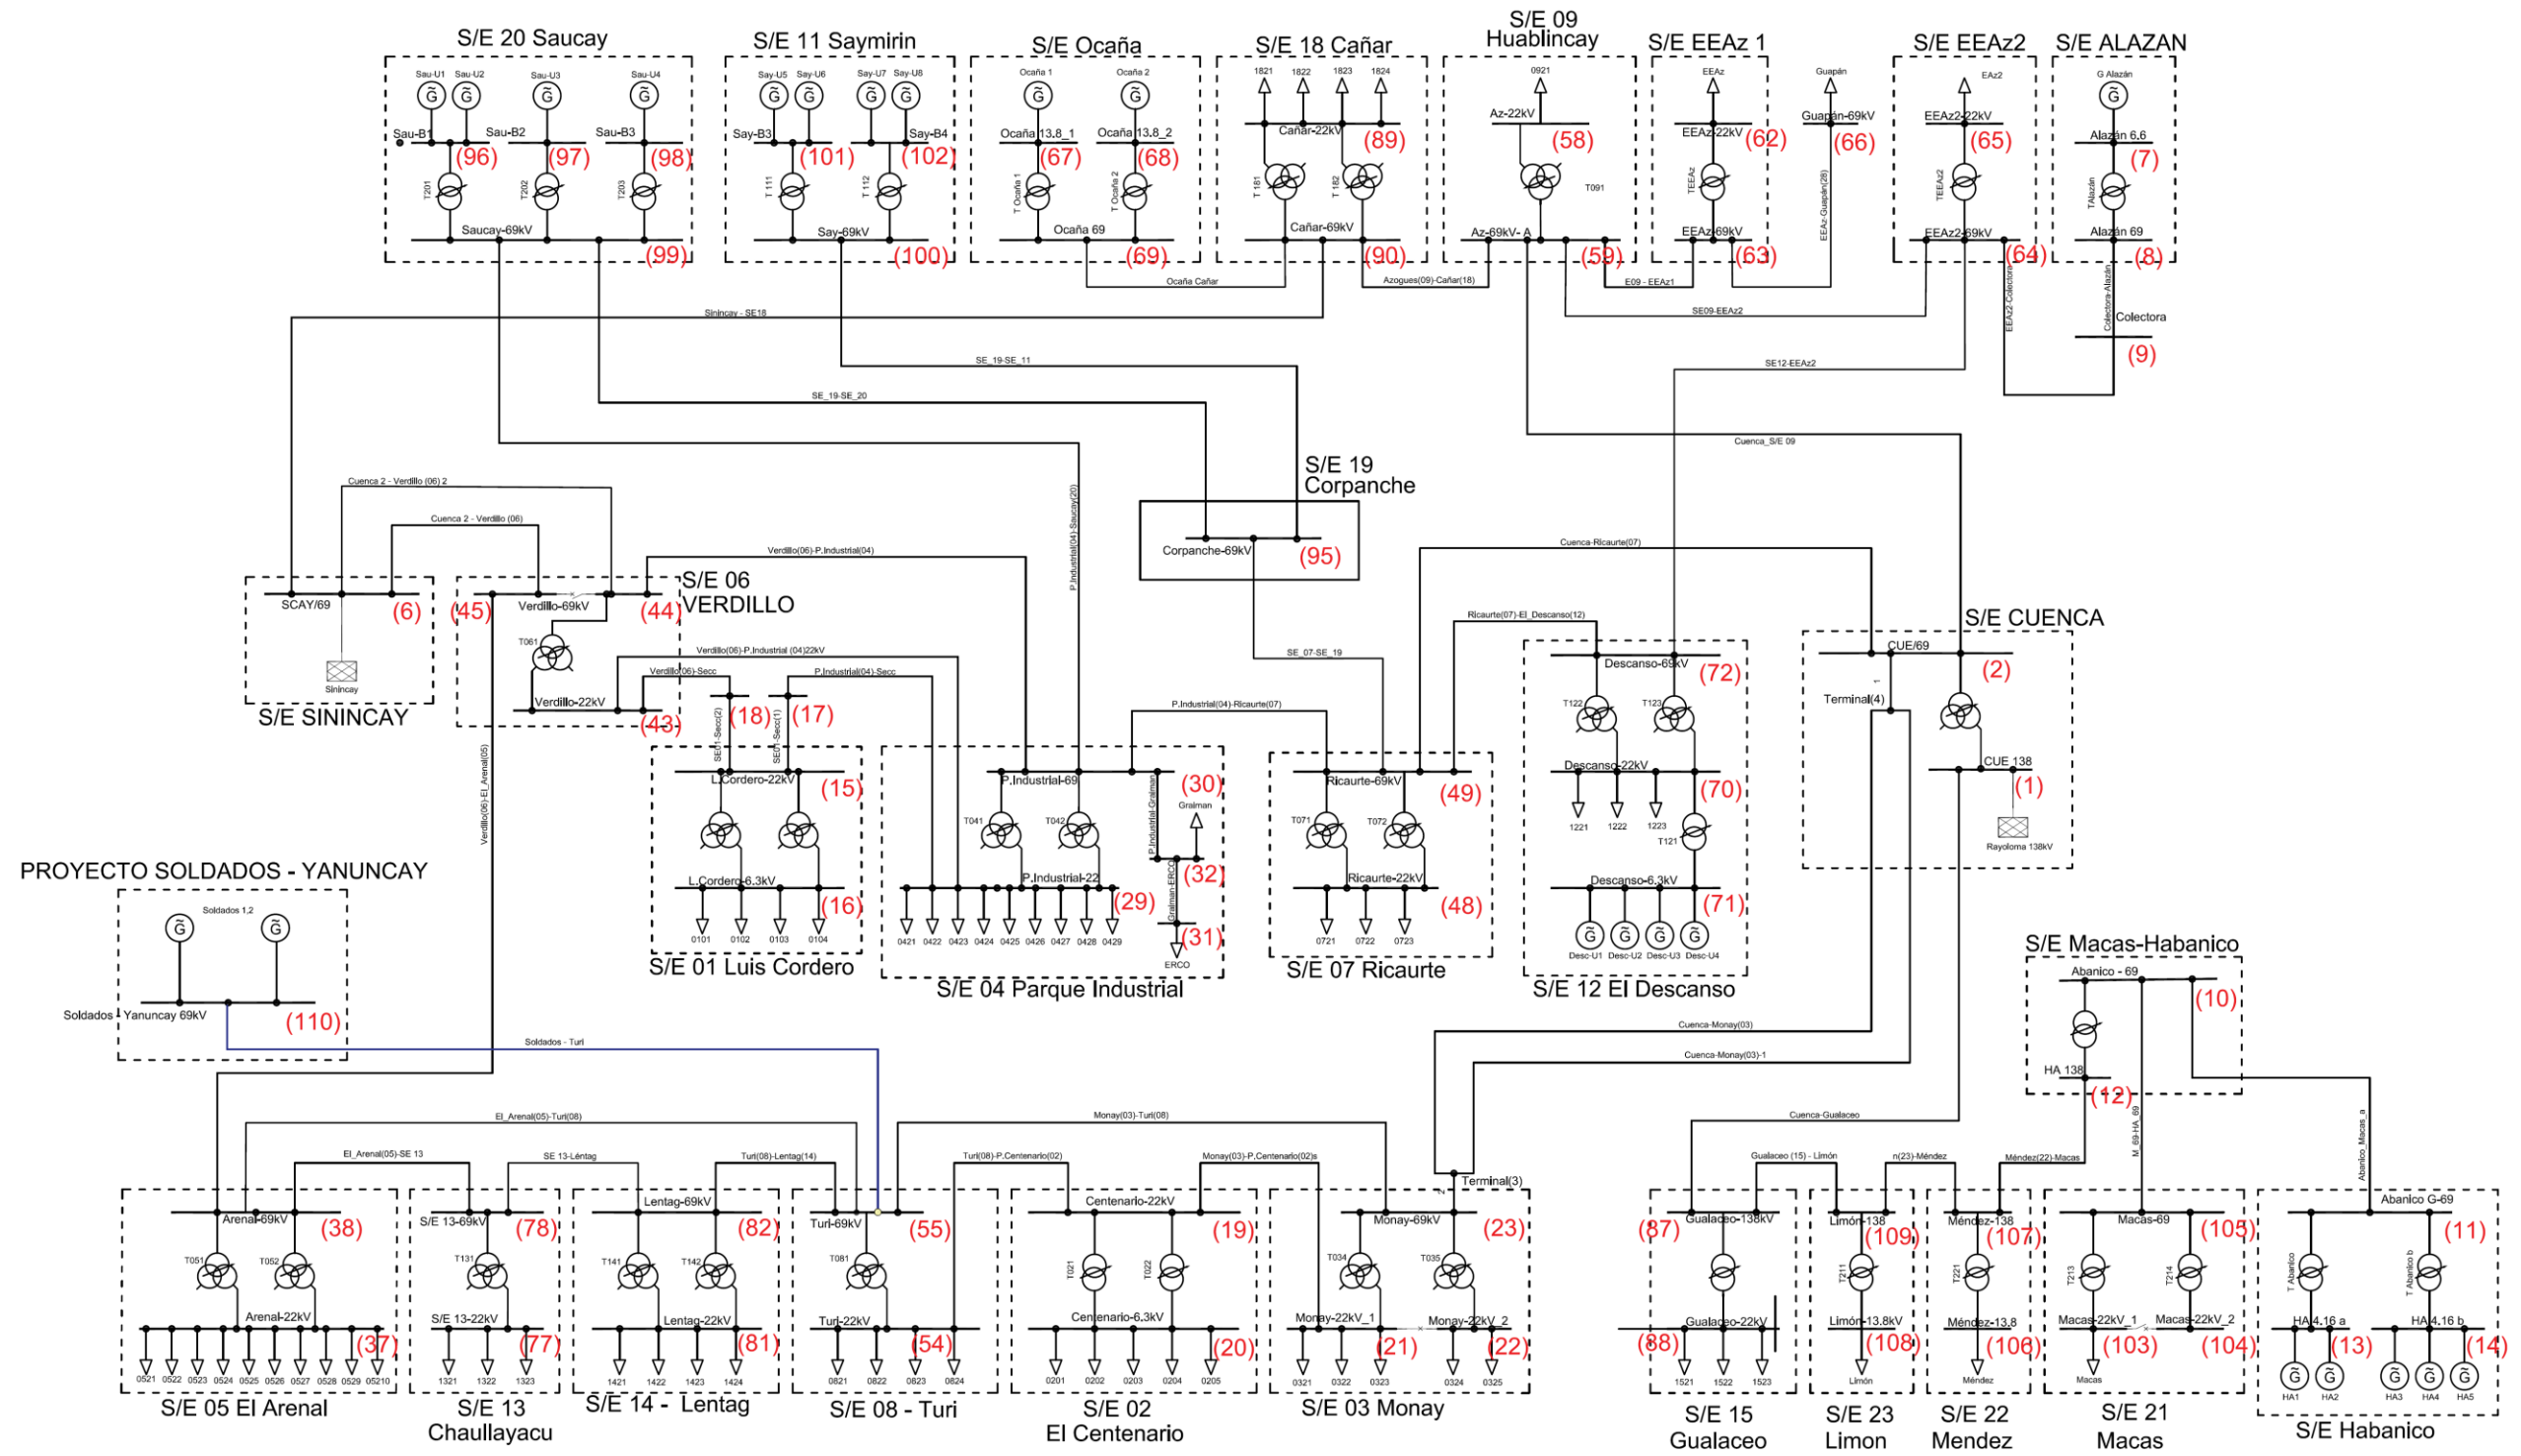 S/E 20 Saucay
S/E 11 Saymirin
S/E Ocaña
S/E 18 Cañar
S/E 09
Huablincay
S/E EEAz 1
S/E EEAz2
S/E ALAZAN
Sau-U1
Sau-U2
Sau-U3
Sau-U4
Say-U5
Say-U6
Say-U7
Say-U8
Ocaña 1
Ocaña 2
1821
1822
1823
1824
0921
EEAz
Guapán
EAz2
G Alazán
Sau-B1
Sau-B2
Sau-B3
Say-B3
Say-B4
Ocaña 13.8_1
Ocaña 13.8_2
Cañar-22kV
Az-22kV
EEAz-22kV
Guapán-69kV
EEAz2-22kV
Alazán 6.6
(96)
(97)
(98)
(101)
(102)
(67)
(68)
(89)
(58)
(62)
(66)
(65)
(7)
T201
T202
T203
T 111
T 112
T Ocaña 1
T Ocaña 2
T 181
T 182
T091
TEEAz
EEAz-Guapán(28)
TEEAz2
TAlazán
Saucay-69kV
Say-69kV
Ocaña 69
Cañar-69kV
Az-69kV- A
EEAz-69kV
EEAz2-69kV
Alazán 69
(99)
(100)
(69)
(90)
(59)
(63)
(64)
(8)
Ocaña Cañar
Azogues(09)-Cañar(18)
E09 - EEAz1
SE09-EEAz2
EEAz2-Colectora
Colectora-Alazán
Colectora
(9)
Sinincay - SE18
SE_19-SE_11
SE12-EEAz2
SE_19-SE_20
Cuenca_S/E 09
S/E 19
Corpanche
Corpanche-69kV
(95)
Cuenca 2 - Verdillo (06) 2
Cuenca 2 - Verdillo (06)
P.Industrial(04)-Saucay(20)
Verdillo(06)-P.Industrial(04)
Cuenca-Ricaurte(07)
SCAY/69
(6)
Sinincay
S/E SININCAY
(45)
Verdillo-69kV
(44)
S/E 06
VERDILLO
T061
Verdillo-22kV
(43)
Verdillo(06)-P.Industrial (04)22kV
Verdillo(06)-Secc
P.Industrial(04)-Secc
SE_07-SE_19
Ricaurte(07)-El_Descanso(12)
S/E CUENCA
CUE/69
(2)
1
Terminal(4)
CUE 138
(1)
Rayoloma 138kV
(18)
(17)
SE01-Secc(2)
SE01-Secc(1)
P.Industrial(04)-Ricaurte(07)
Descanso-69kV
(72)
T122
T123
Descanso-22kV
(70)
1221
1222
1223
T121
Descanso-6.3kV
(71)
Desc-U1
Desc-U2
Desc-U3
Desc-U4
S/E 12 El Descanso
Verdillo(06)-El_Arenal(05)
L.Cordero-22kV
(15)
L.Cordero-6.3kV
(16)
0101
0102
0103
0104
S/E 01 Luis Cordero
P.Industrial-69
(30)
T041
T042
P.Industrial-Graiman
Graiman
(32)
Graiman-ERCO
P.Industrial-22
(29)
(31)
ERCO
0421
0422
0423
0424
0425
0426
0427
0428
0429
S/E 04 Parque Industrial
Ricaurte-69kV
(49)
T071
T072
Ricaurte-22kV
(48)
0721
0722
0723
S/E 07 Ricaurte
PROYECTO SOLDADOS - YANUNCAY
Soldados 1,2
Soldados - Yanuncay 69kV
(110)
Soldados - Turi
Cuenca-Monay(03)
Cuenca-Monay(03)-1
S/E Macas-Habanico
Abanico - 69
(10)
HA 138
(12)
M_69-HA_69
Abanico_Macas_a
El_Arenal(05)-Turi(08)
Monay(03)-Turi(08)
Cuenca-Gualaceo
El_Arenal(05)-SE 13
SE 13-Léntag
Turi(08)-Lentag(14)
Turi(08)-P.Centenario(02)
Monay(03)-P.Centenario(02)s
Gualaceo (15) - Limón
n(23)-Méndez
Méndez(22)-Macas
Terminal(3)
2
Arenal-69kV
(38)
T051
T052
Arenal-22kV
(37)
0521
0522
0523
0524
0525
0526
0527
0528
0529
05210
S/E 05 El Arenal
S/E 13-69kV
(78)
T131
S/E 13-22kV
(77)
1321
1322
1323
S/E 13
Chaullayacu
Lentag-69kV
(82)
T141
T142
Lentag-22kV
(81)
1421
1422
1423
1424
S/E 14 - Lentag
Turi-69kV
(55)
T081
Turi-22kV
(54)
0821
0822
0823
0824
S/E 08 - Turi
Centenario-22kV
(19)
T021
T022
Centenario-6.3kV
(20)
0201
0202
0203
0204
0205
S/E 02
El Centenario
Monay-69kV
(23)
T034
T035
Monay-22kV_1
Monay-22kV_2
(21)
(22)
0321
0322
0323
0324
0325
S/E 03 Monay
(87)
Gualaceo-138kV
Gualaceo-22kV
(88)
1521
1522
1523
S/E 15
Gualaceo
Limón-138
(109)
T211
Limón-13.8kV
(108)
Limón
S/E 23
Limon
Méndez-138
(107)
T221
Méndez-13.8
(106)
Méndez
S/E 22
Mendez
Macas-69
(105)
T213
T214
Macas-22kV_1
Macas-22kV_2
(103)
(104)
Macas
S/E 21
Macas
Abanico G-69
(11)
T Abanico
T Abanico b
HA 4.16 a
HA 4.16 b
(13)
(14)
HA1
HA2
HA3
HA4
HA5
S/E Habanico